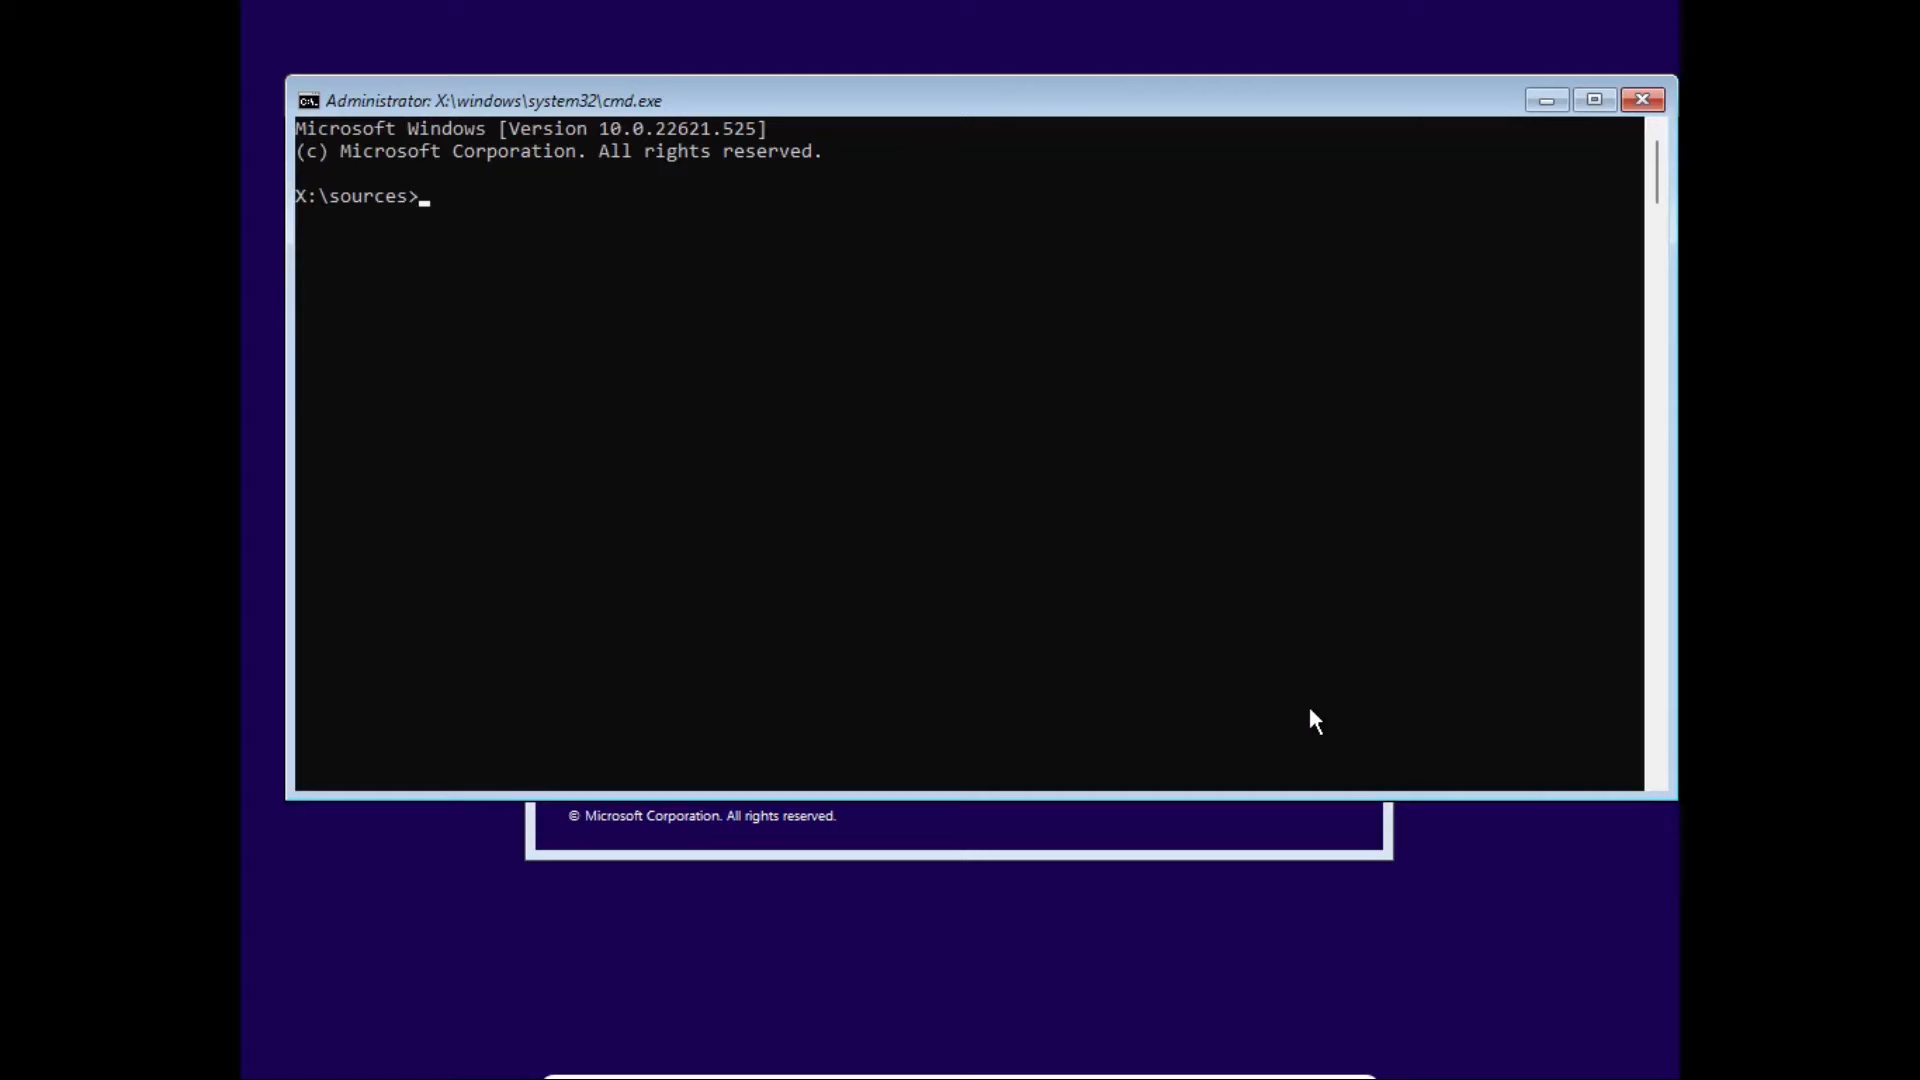 Administrator: X:\windows\system32\cmd.exe
Microsoft Windows [Version 10.0.22621.525]
(c) Microsoft Corporation. All rights reserved.
X:\sources>
© Microsoft Corporation. All rights reserved.